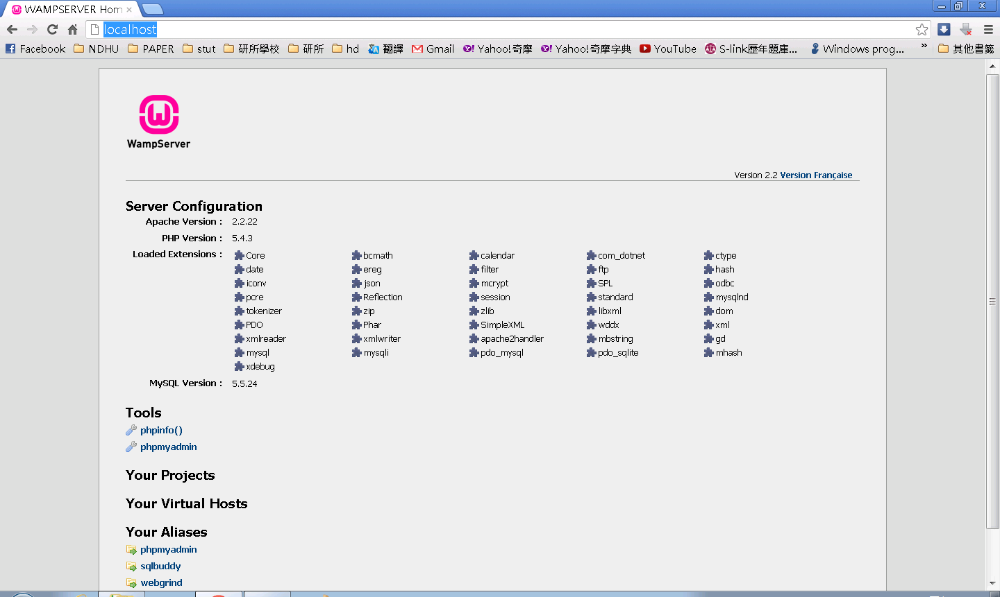 WAMPSERVER Hom
localhost
Facebook NDHU PAPER stut 研所學校 研所 hd 翻譯 Gmail Yahoo!奇摩 Yahoo!奇摩字典 YouTube S-link歷年題庫... Windows prog... » 其他書籤
W
WampServer
Version 2.2 Version Française
Server Configuration
Apache Version : 2.2.22
PHP Version : 5.4.3
Loaded Extensions : Core bcmath calendar com_dotnet ctype
date ereg filter ftp hash
iconv json mcrypt SPL odbc
pcre Reflection session standard mysqlnd
tokenizer zip zlib libxml dom
PDO Phar SimpleXML wddx xml
xmlreader xmlwriter apache2handler mbstring gd
mysql mysqli pdo_mysql pdo_sqlite mhash
xdebug
MySQL Version : 5.5.24
Tools
phpinfo()
phpmyadmin
Your Projects
Your Virtual Hosts
Your Aliases
phpmyadmin
sqlbuddy
webgrind